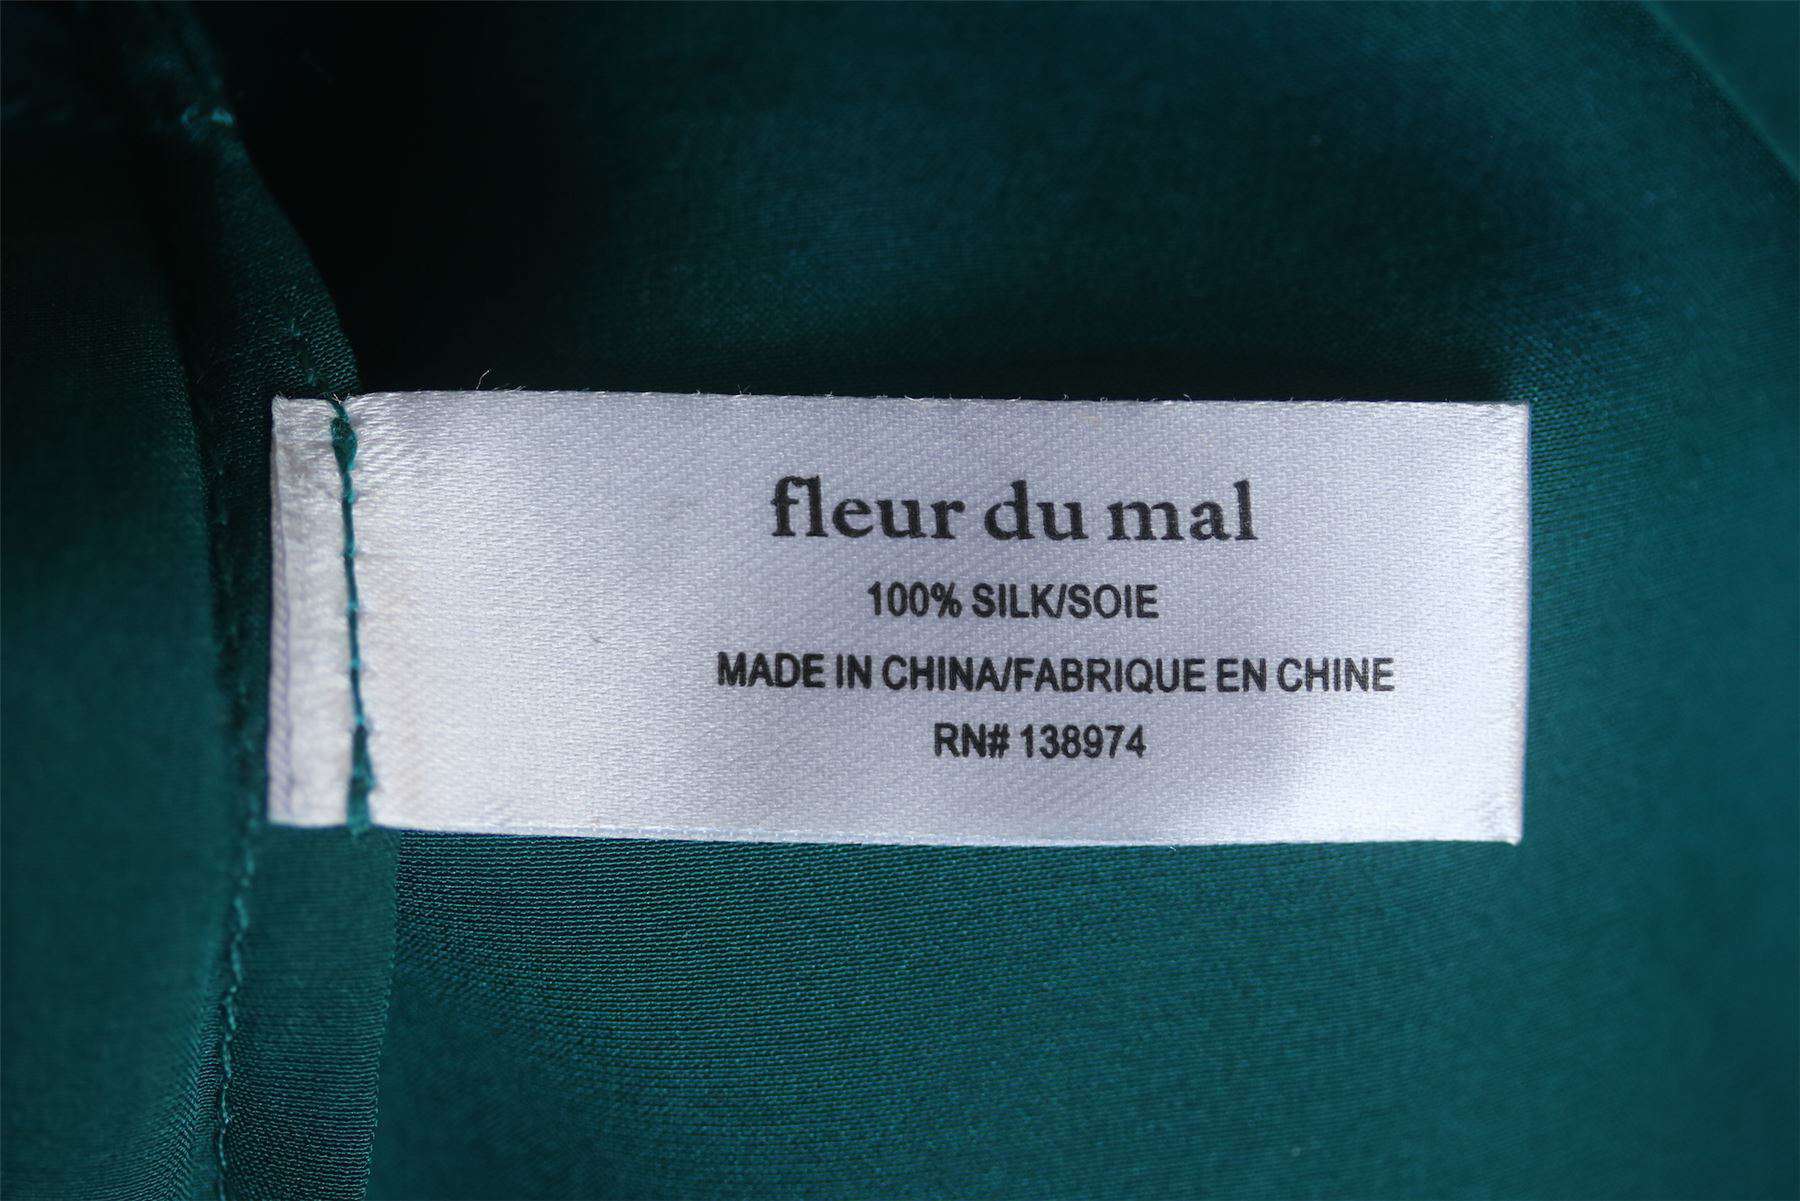 fleur du mal
100% SILK/SOIE
MADE IN CHINA/FABRIQUE EN CHINE
RN# 138974